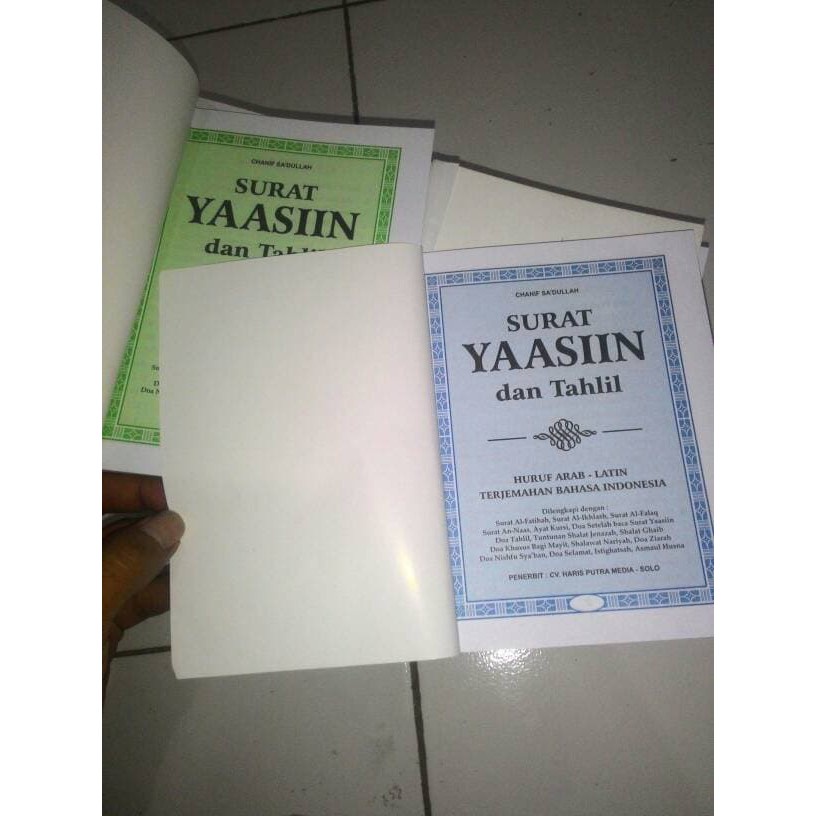 CHANIF SA'DULLAH
SURAT
YAASIIN
dan
CHANIF SA'DULLAH
SURAT
YAASIIN
dan Tahlil
HURUF ARAB - LATIN
TERJEMAHAN BAHASA INDONESIA
Dilengkapi dengan :
Surat Al-Fatihah, Surat Al-Ikhlash, Surat Al-Falaq
Surat An-Naas, Ayat Kursi, Doa Setelah baca Surat Yaasiin
Doa Tahlil, Tuntunan Shalat Jenazah, Shalat Ghaib
Doa Khusus Bagi Mayit, Shalawat Nariyah, Doa Ziarah
Doa Nishfu Sya'ban, Doa Selamat, Istighatsah, Asmaul Husna
PENERBIT : CV. HARIS PUTRA MEDIA - SOLO